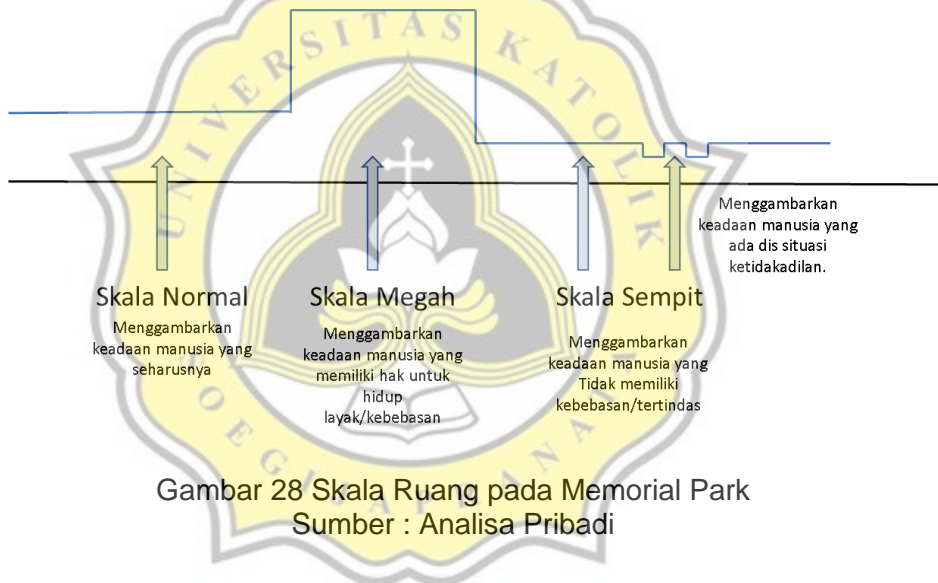 UNIVERSITAS KATOLIK
SOEGIJAPRANATA
Skala Normal
Menggambarkan
keadaan manusia yang
seharusnya
Skala Megah
Menggambarkan
keadaan manusia yang
memiliki hak untuk
hidup
layak/kebebasan
Skala Sempit
Menggambarkan
keadaan manusia yang
Tidak memiliki
kebebasan/tertindas
Menggambarkan
keadaan manusia yang
ada dis situasi
ketidakadilan.
Gambar 28 Skala Ruang pada Memorial Park
Sumber : Analisa Pribadi